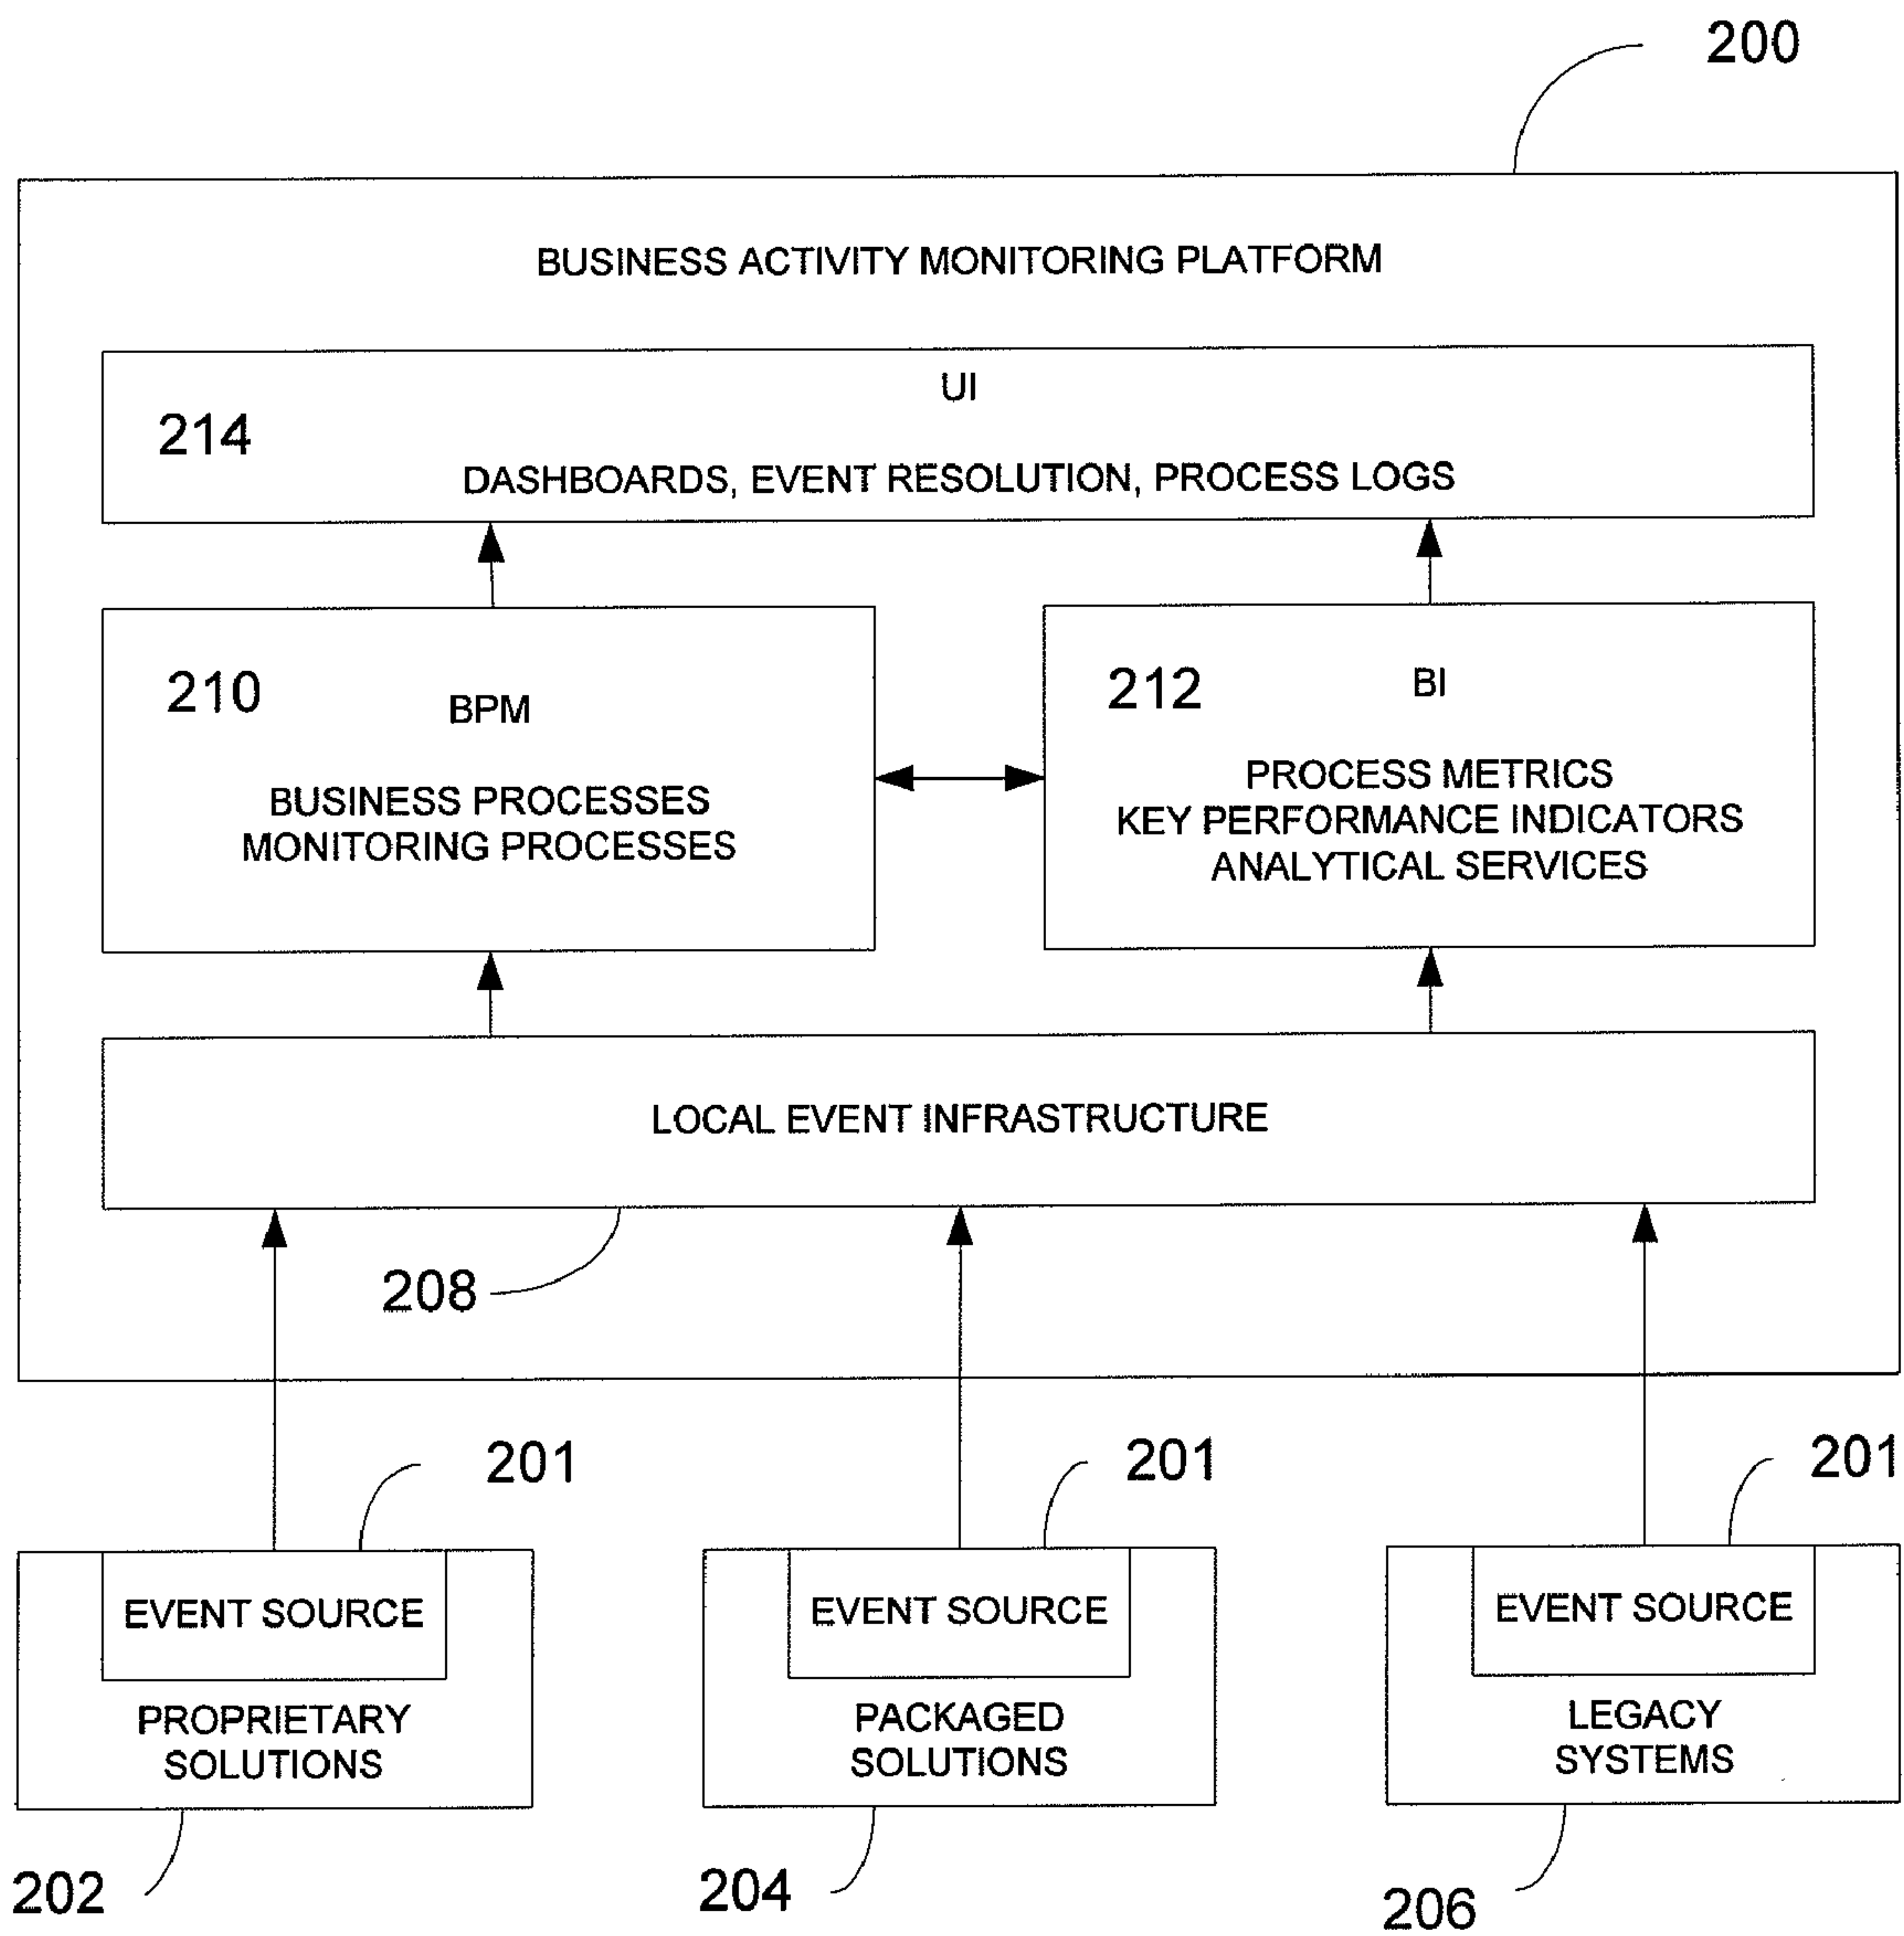 200
BUSINESS ACTIVITY MONITORING PLATFORM
UI
214
DASHBOARDS, EVENT RESOLUTION, PROCESS LOGS
210
BPM
BUSINESS PROCESSES
MONITORING PROCESSES
212
BI
PROCESS METRICS
KEY PERFORMANCE INDICATORS
ANALYTICAL SERVICES
LOCAL EVENT INFRASTRUCTURE
208
201
201
201
EVENT SOURCE
PROPRIETARY
SOLUTIONS
EVENT SOURCE
PACKAGED
SOLUTIONS
EVENT SOURCE
LEGACY
SYSTEMS
202
204
206